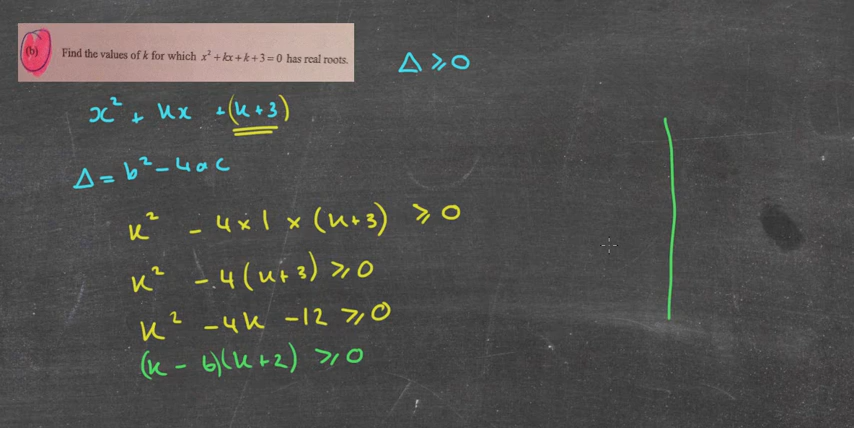 (b) Find the values of k for which x² + kx + k + 3 = 0 has real roots.
Δ ≥ 0
x² + kx + (k+3)
Δ = b² - 4ac
k² - 4 x 1 x (k+3) ≥ 0
k² - 4(k+3) ≥ 0
k² - 4k - 12 ≥ 0
(k - 6)(k+2) ≥ 0